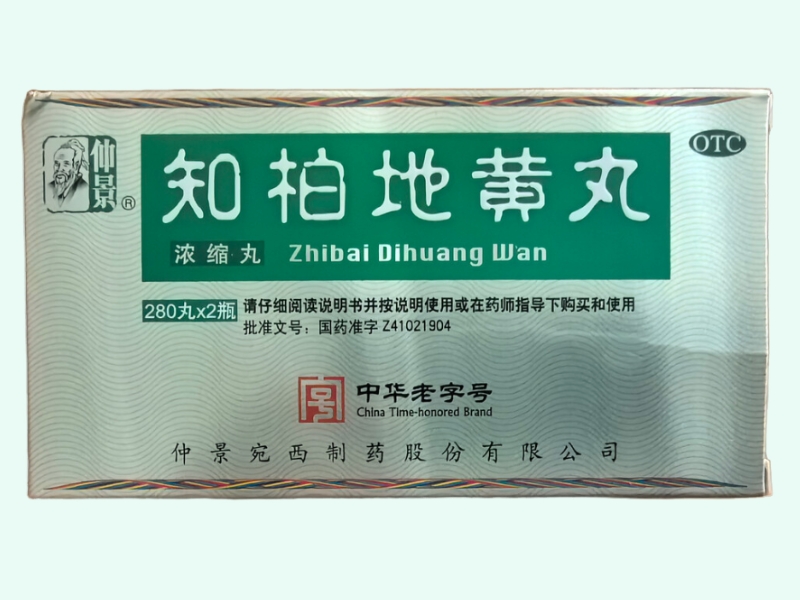 仲景®
OTC
知柏地黄丸
浓缩丸 Zhibai Dihuang Wan
280丸x2瓶 请仔细阅读说明书并按说明使用或在药师指导下购买和使用
批准文号：国药准字 Z41021904
中华老字号
China Time-honored Brand
仲景宛西制药股份有限公司